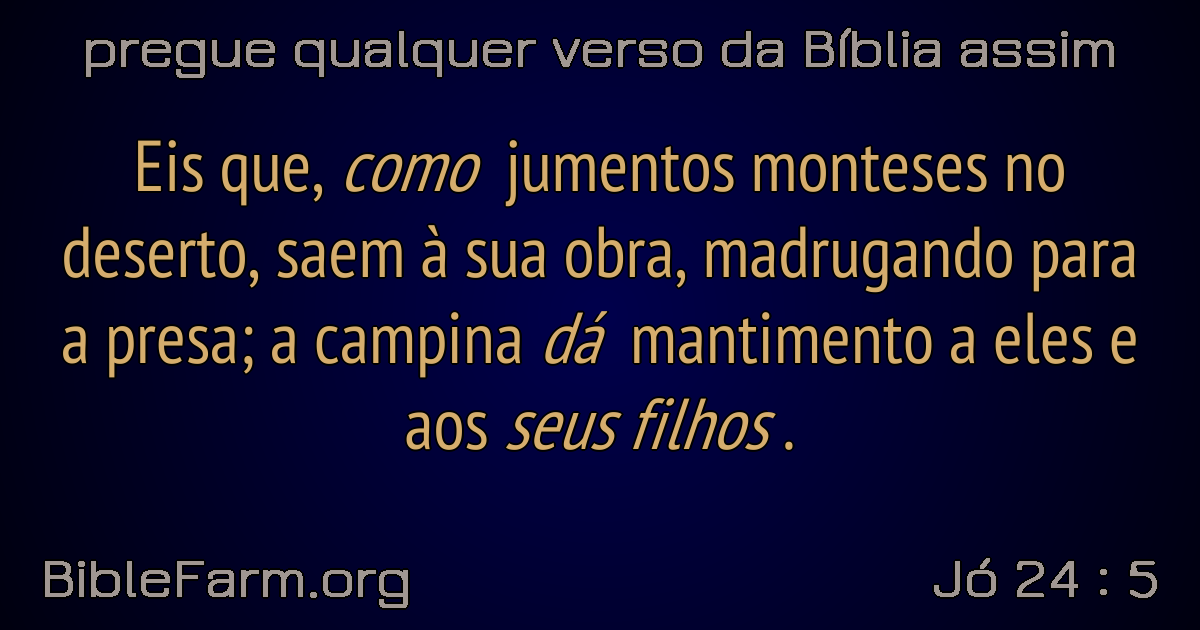 pregue qualquer verso da Bíblia assim
Eis que, como jumentos monteses no
deserto, saem à sua obra, madrugando para
a presa; a campina dá mantimento a eles e
aos seus filhos .
BibleFarm.org
Jó 24 : 5